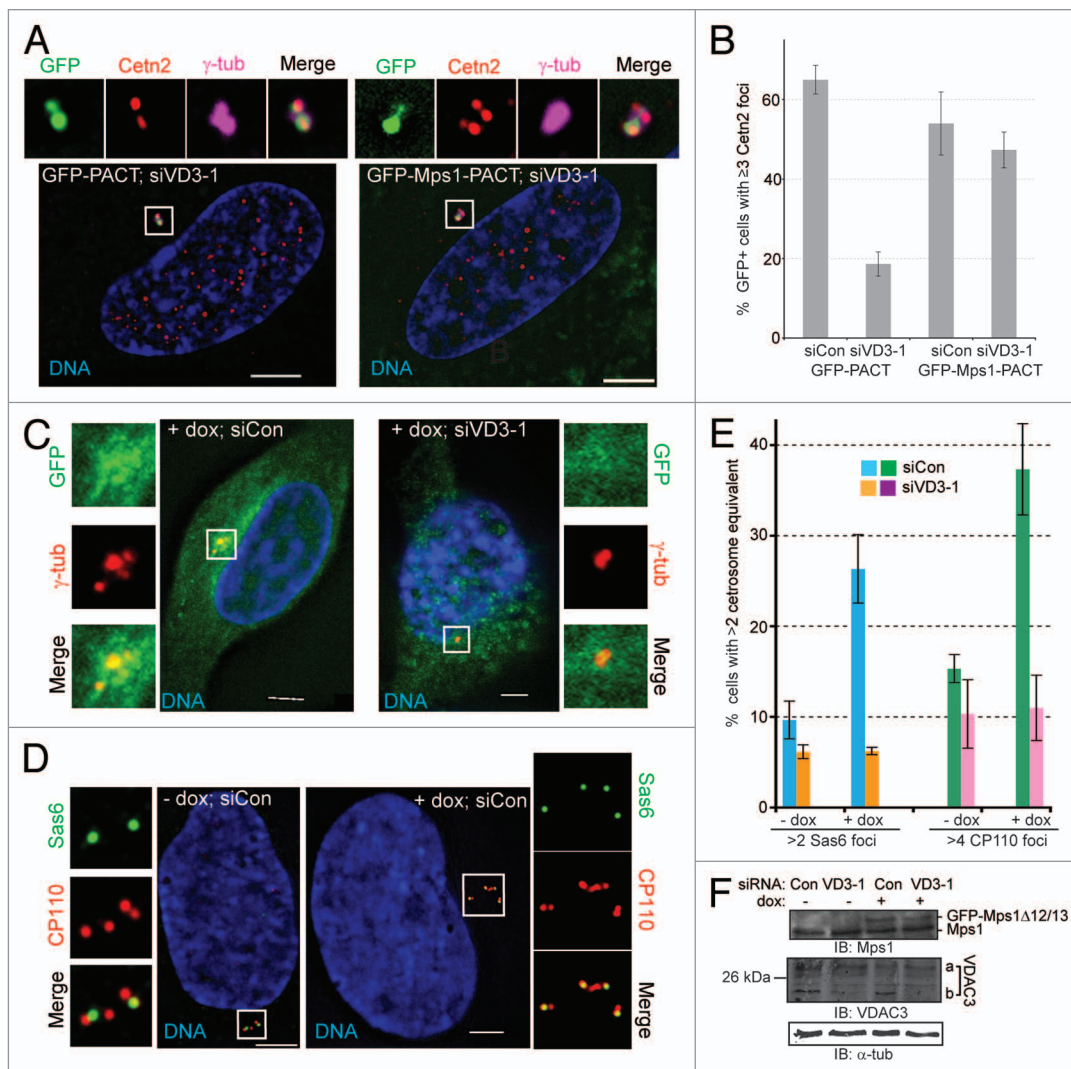 A
GFP Cetn2 γ-tub Merge GFP Cetn2 γ-tub Merge
GFP-PACT; siVD3-1
DNA
GFP-Mps1-PACT; siVD3-1
DNA
B
% GFP+ cells with ≥3 Cetn2 foci
60
40
20
0
siCon siVD3-1 siCon siVD3-1
GFP-PACT GFP-Mps1-PACT
C
GFP
γ-tub
Merge
+ dox; siCon
DNA
+ dox; siVD3-1
DNA
GFP
γ-tub
Merge
D
Sas6
CP110
Merge
- dox; siCon
DNA
+ dox; siCon
DNA
Sas6
CP110
Merge
E
% cells with >2 cetrosome equivalent
40
30
20
10
0
siCon
siVD3-1
- dox + dox - dox + dox
>2 Sas6 foci >4 CP110 foci
F
siRNA: Con VD3-1 Con VD3-1
dox: - - + +
GFP-Mps1Δ12/13
Mps1
IB: Mps1
26 kDa
a
b
VDAC3
IB: VDAC3
IB: α-tub